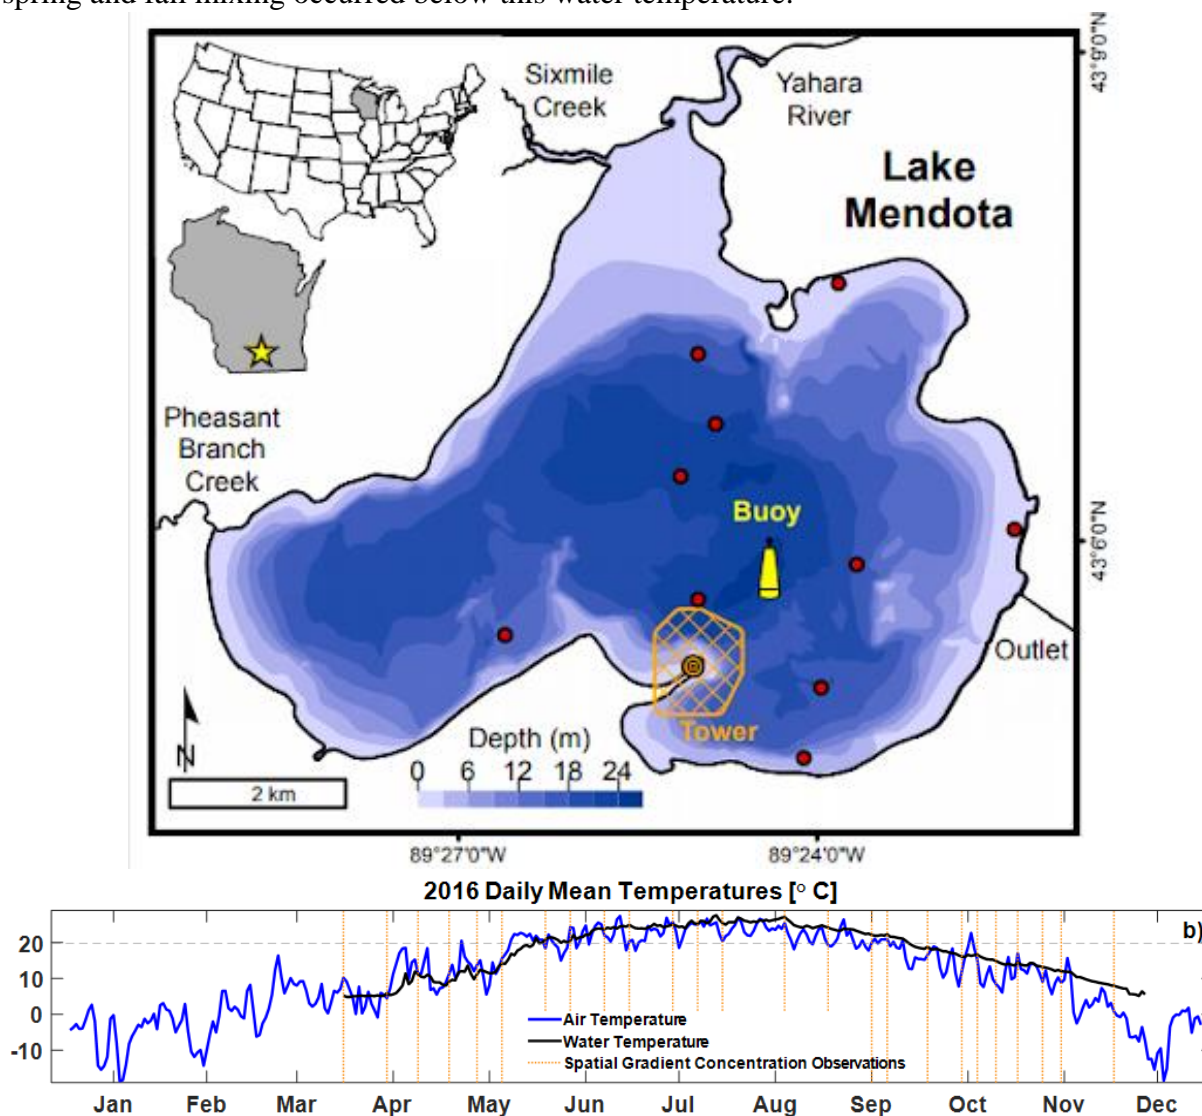 spring and fall mixing occurred below this water temperature.
Sixmile
Creek
Yahara
River
43°9'0"N
Lake
Mendota
Pheasant
Branch
Creek
Buoy
43°6'0"N
Outlet
Tower
N
Depth (m)
0 6 12 18 24
2 km
89°27'0"W 89°24'0"W
2016 Daily Mean Temperatures [° C]
b)
20
10
0
-10
Air Temperature
Water Temperature
Spatial Gradient Concentration Observations
Jan Feb Mar Apr May Jun Jul Aug Sep Oct Nov Dec